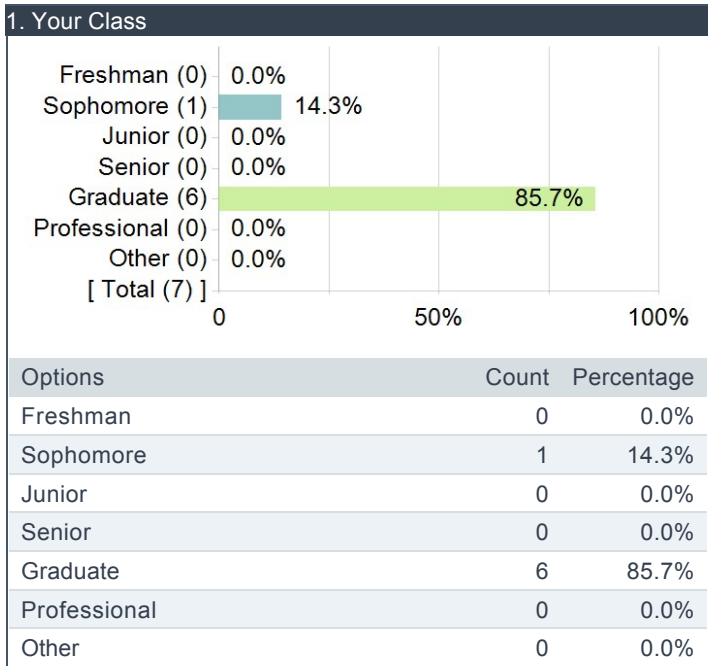 1. Your Class
Freshman (0) 0.0%
Sophomore (1) 14.3%
Junior (0) 0.0%
Senior (0) 0.0%
Graduate (6) 85.7%
Professional (0) 0.0%
Other (0) 0.0%
[ Total (7) ]
0 50% 100%
Options Count Percentage
Freshman 0 0.0%
Sophomore 1 14.3%
Junior 0 0.0%
Senior 0 0.0%
Graduate 6 85.7%
Professional 0 0.0%
Other 0 0.0%